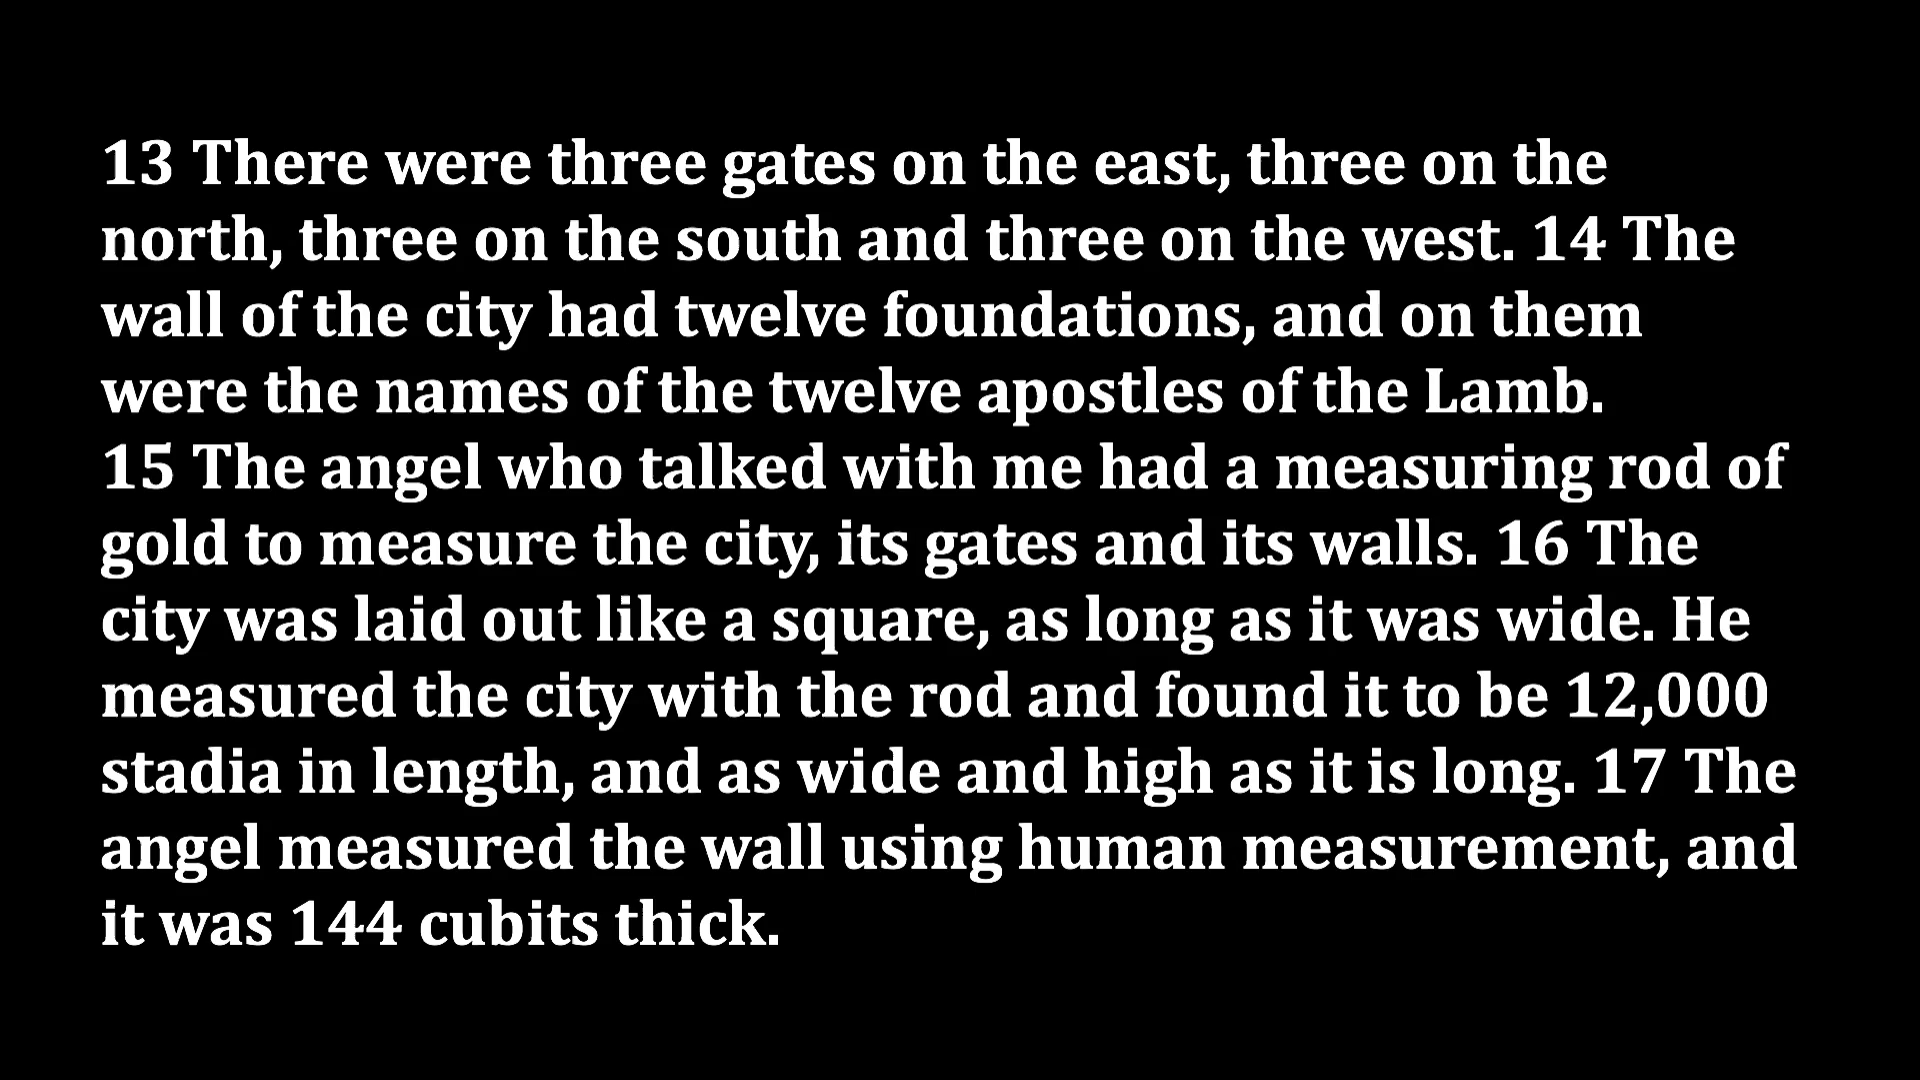 13 There were three gates on the east, three on the
north, three on the south and three on the west. 14 The
wall of the city had twelve foundations, and on them
were the names of the twelve apostles of the Lamb.
15 The angel who talked with me had a measuring rod of
gold to measure the city, its gates and its walls. 16 The
city was laid out like a square, as long as it was wide. He
measured the city with the rod and found it to be 12,000
stadia in length, and as wide and high as it is long. 17 The
angel measured the wall using human measurement, and
it was 144 cubits thick.